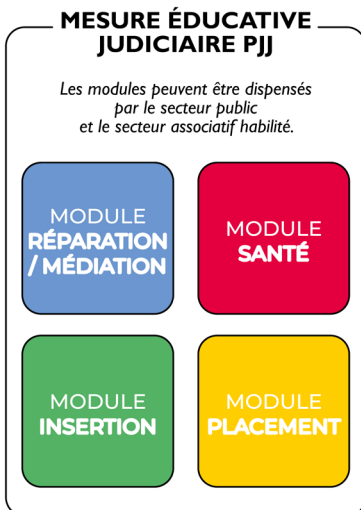 MESURE ÉDUCATIVE
JUDICIAIRE PJJ
Les modules peuvent être dispensés
par le secteur public
et le secteur associatif habilité.
MODULE
RÉPARATION
/ MÉDIATION
MODULE
SANTÉ
MODULE
INSERTION
MODULE
PLACEMENT